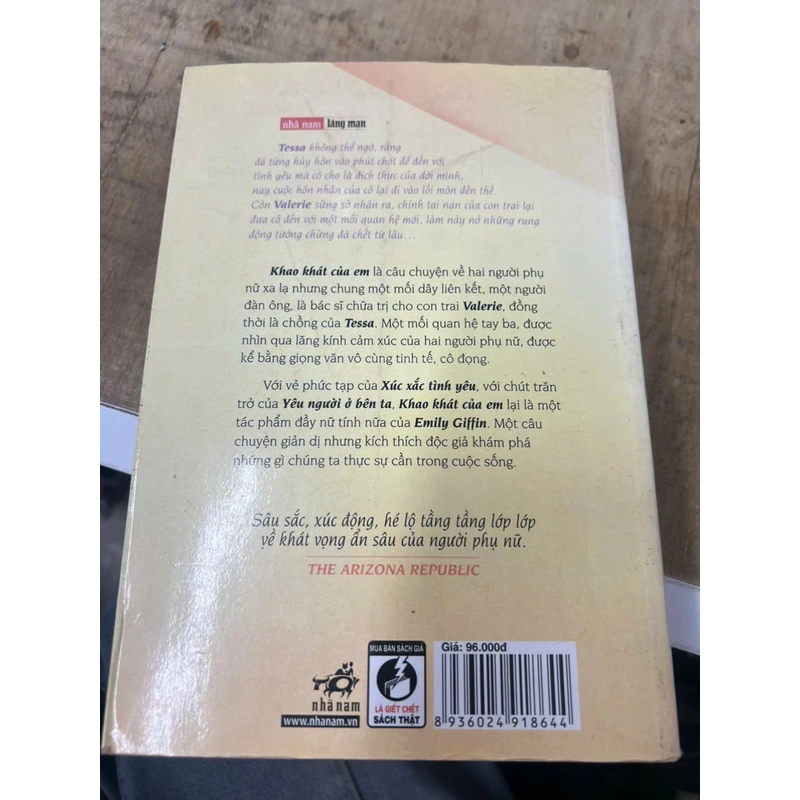 nhã nam lãng mạn
Tessa không thể ngờ, rằng
đã từng hủy hôn vào phút chót để đến với
tình yêu mà cô cho là đích thực của đời mình,
nay cuộc hôn nhân của cô lại đi vào lối mòn đến thế.
Còn Valerie sững sờ nhận ra, chính tai nạn của con trai lại
đưa cô đến với một mối quan hệ mới, làm nảy nở những rung
động tưởng chừng đã chết từ lâu...
Khao khát của em là câu chuyện về hai người phụ
nữ xa lạ nhưng chung một mối dây liên kết, một người
đàn ông, là bác sĩ chữa trị cho con trai Valerie, đồng
thời là chồng của Tessa. Một mối quan hệ tay ba, được
nhìn qua lăng kính cảm xúc của hai người phụ nữ, được
kể bằng giọng văn vô cùng tinh tế, cô đọng.
Với vẻ phức tạp của Xúc xắc tình yêu, với chút trăn
trở của Yêu người ở bên ta, Khao khát của em lại là một
tác phẩm đầy nữ tính nữa của Emily Giffin. Một câu
chuyện giản dị nhưng kích thích độc giả khám phá
những gì chúng ta thực sự cần trong cuộc sống.
Sâu sắc, xúc động, hé lộ tầng tầng lớp lớp
về khát vọng ẩn sâu của người phụ nữ.
THE ARIZONA REPUBLIC
nhã nam
www.nhanam.vn
MUA BÁN SÁCH GIẢ
LÀ GIẾT CHẾT
SÁCH THẬT
Giá: 96.000đ
8 936024 918644